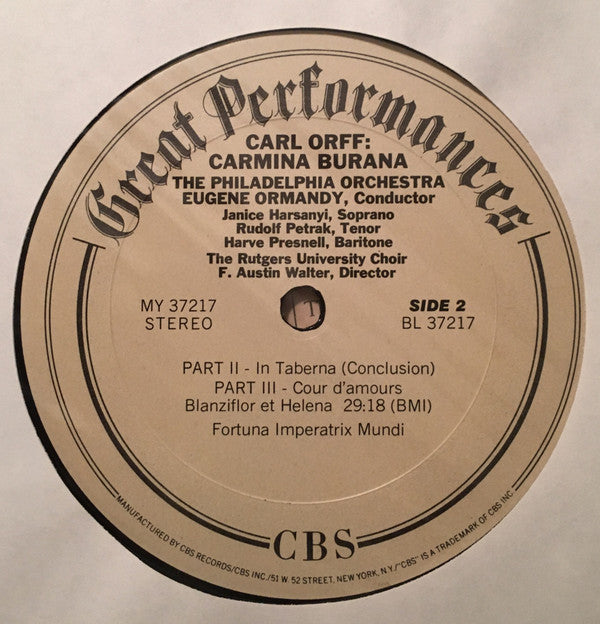 Great Performances
CARL ORFF:
CARMINA BURANA
THE PHILADELPHIA ORCHESTRA
EUGENE ORMANDY, Conductor
Janice Harsanyi, Soprano
Rudolf Petrak, Tenor
Harve Presnell, Baritone
The Rutgers University Choir
F. Austin Walter, Director
MY 37217
STEREO
SIDE 2
BL 37217
PART II - In Taberna (Conclusion)
PART III - Cour d'amours
Blanziflor et Helena 29:18 (BMI)
Fortuna Imperatrix Mundi
CBS
MANUFACTURED BY CBS RECORDS/CBS INC./51 W. 52 STREET, NEW YORK, N.Y./"CBS" IS A TRADEMARK OF CBS INC.